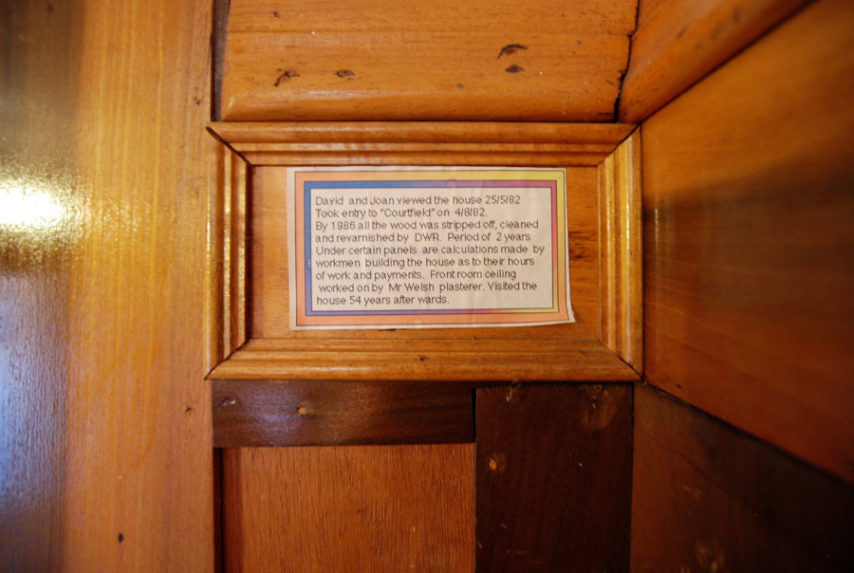 David and Joan viewed the house 25/5/82
Took entry to "Courtfield" on 4/8/82.
By 1986 all the wood was stripped off, cleaned
and revarnished by DWR. Period of 2 years
Under certain panels are calculations made by
workmen building the house as to their hours
of work and payments. Frontroom ceiling
worked on by Mr Welsh plasterer. Visited the
house 54 years after wards.